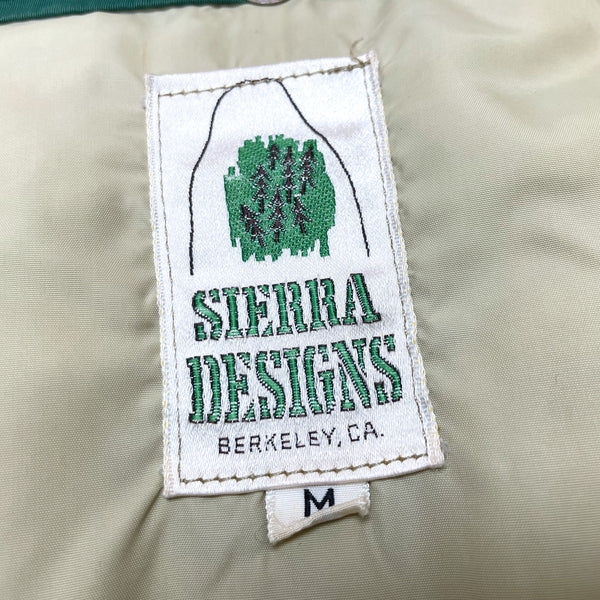 SIERRA
DESIGNS
BERKELEY, CA.
M